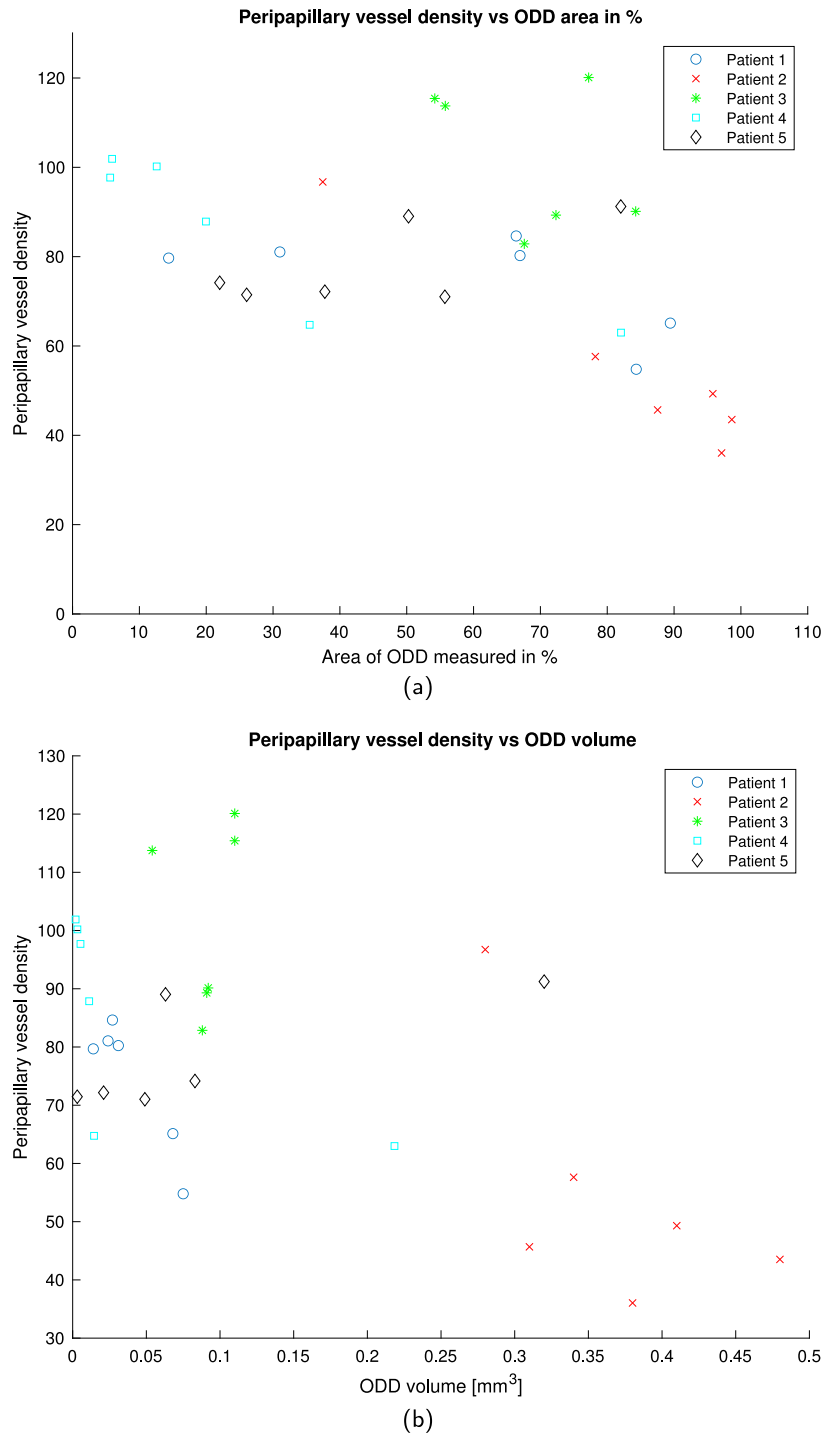 Peripapillary vessel density vs ODD area in %
120
100
80
60
40
20
0
Peripapillary vessel density
Patient 1
Patient 2
Patient 3
Patient 4
Patient 5
0 10 20 30 40 50 60 70 80 90 100 110
Area of ODD measured in %
(a)
Peripapillary vessel density vs ODD volume
130
120
110
100
90
80
70
60
50
40
30
Peripapillary vessel density
Patient 1
Patient 2
Patient 3
Patient 4
Patient 5
0 0.05 0.1 0.15 0.2 0.25 0.3 0.35 0.4 0.45 0.5
ODD volume [mm³]
(b)